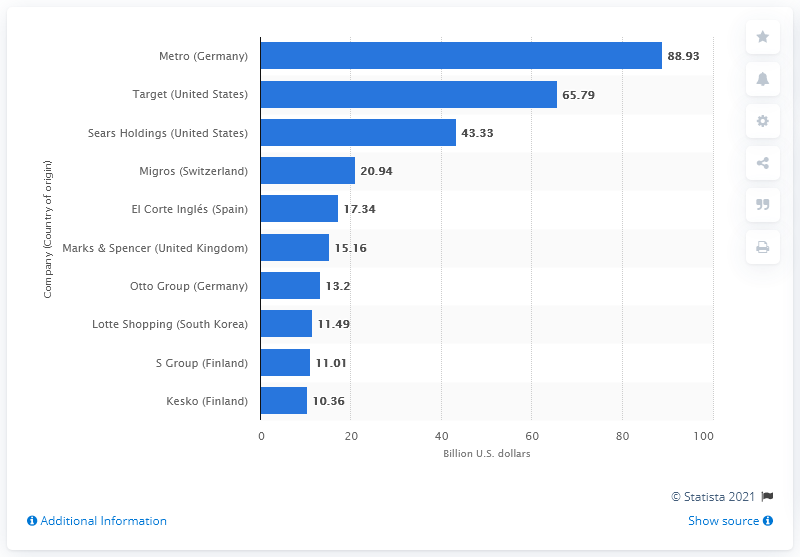 Company (Country of origin)
Metro (Germany) 88.93
Target (United States) 65.79
Sears Holdings (United States) 43.33
Migros (Switzerland) 20.94
El Corte Inglés (Spain) 17.34
Marks & Spencer (United Kingdom) 15.16
Otto Group (Germany) 13.2
Lotte Shopping (South Korea) 11.49
S Group (Finland) 11.01
Kesko (Finland) 10.36
0 20 40 60 80 100
Billion U.S. dollars
© Statista 2021
Additional Information Show source